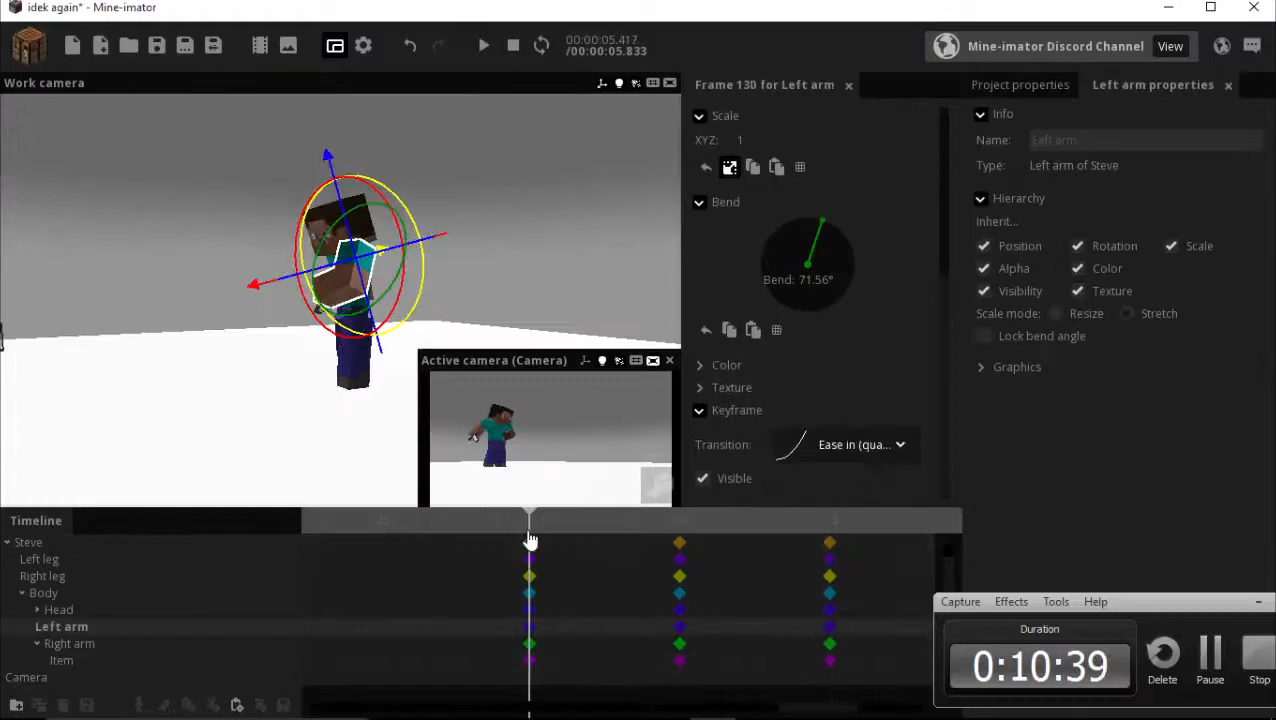 idek again* - Mine-imator
00:00:05.417
/00:00:05.833
Mine-imator Discord Channel
View
Work camera
Frame 130 for Left arm
Project properties
Left arm properties
Scale
XYZ: 1
Bend
Bend: 71.56°
Color
Texture
Keyframe
Transition: Ease in (qua...
Visible
Info
Name: Left arm
Type: Left arm of Steve
Hierarchy
Inherit...
Position Rotation Scale
Alpha Color
Visibility Texture
Scale mode: Resize Stretch
Lock bend angle
Graphics
Active camera (Camera)
Timeline
Steve
Left leg
Right leg
Body
Head
Left arm
Right arm
Item
Camera
Capture Effects Tools Help
Duration
0:10:39
Delete
Pause
Stop